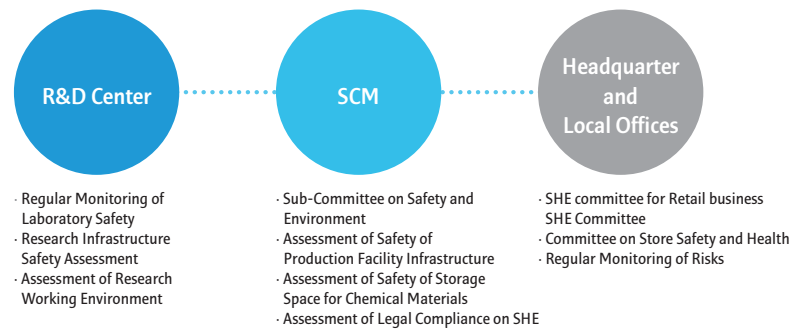 R&D Center
· Regular Monitoring of
Laboratory Safety
· Research Infrastructure
Safety Assessment
· Assessment of Research
Working Environment
SCM
· Sub-Committee on Safety and
Environment
· Assessment of Safety of
Production Facility Infrastructure
· Assessment of Safety of Storage
Space for Chemical Materials
· Assessment of Legal Compliance on SHE
Headquarter
and
Local Offices
· SHE committee for Retail business
SHE Committee
· Committee on Store Safety and Health
· Regular Monitoring of Risks